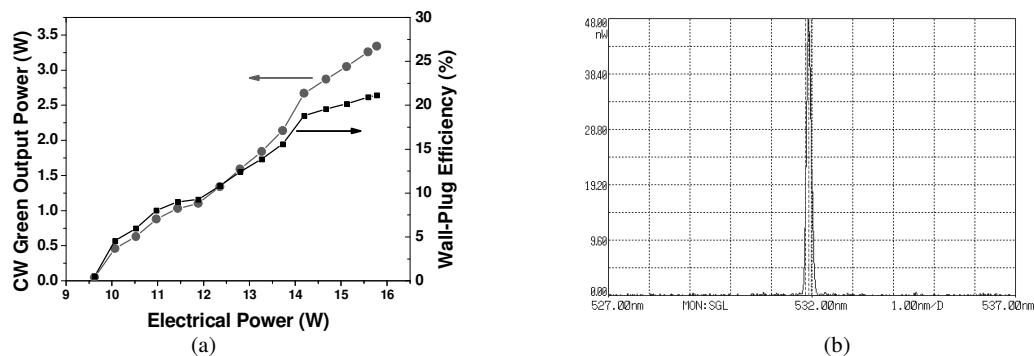 CW Green Output Power (W)
3.5
3.0
2.5
2.0
1.5
1.0
0.5
0.0
30
25
20
15
10
5
0
Wall-Plug Efficiency (%)
9 10 11 12 13 14 15 16
Electrical Power (W)
(a)
48.00
nW
38.40
28.80
19.20
9.60
0.00
527.00nm MON:SGL 532.00nm 1.00nm/D 537.00nm
(b)